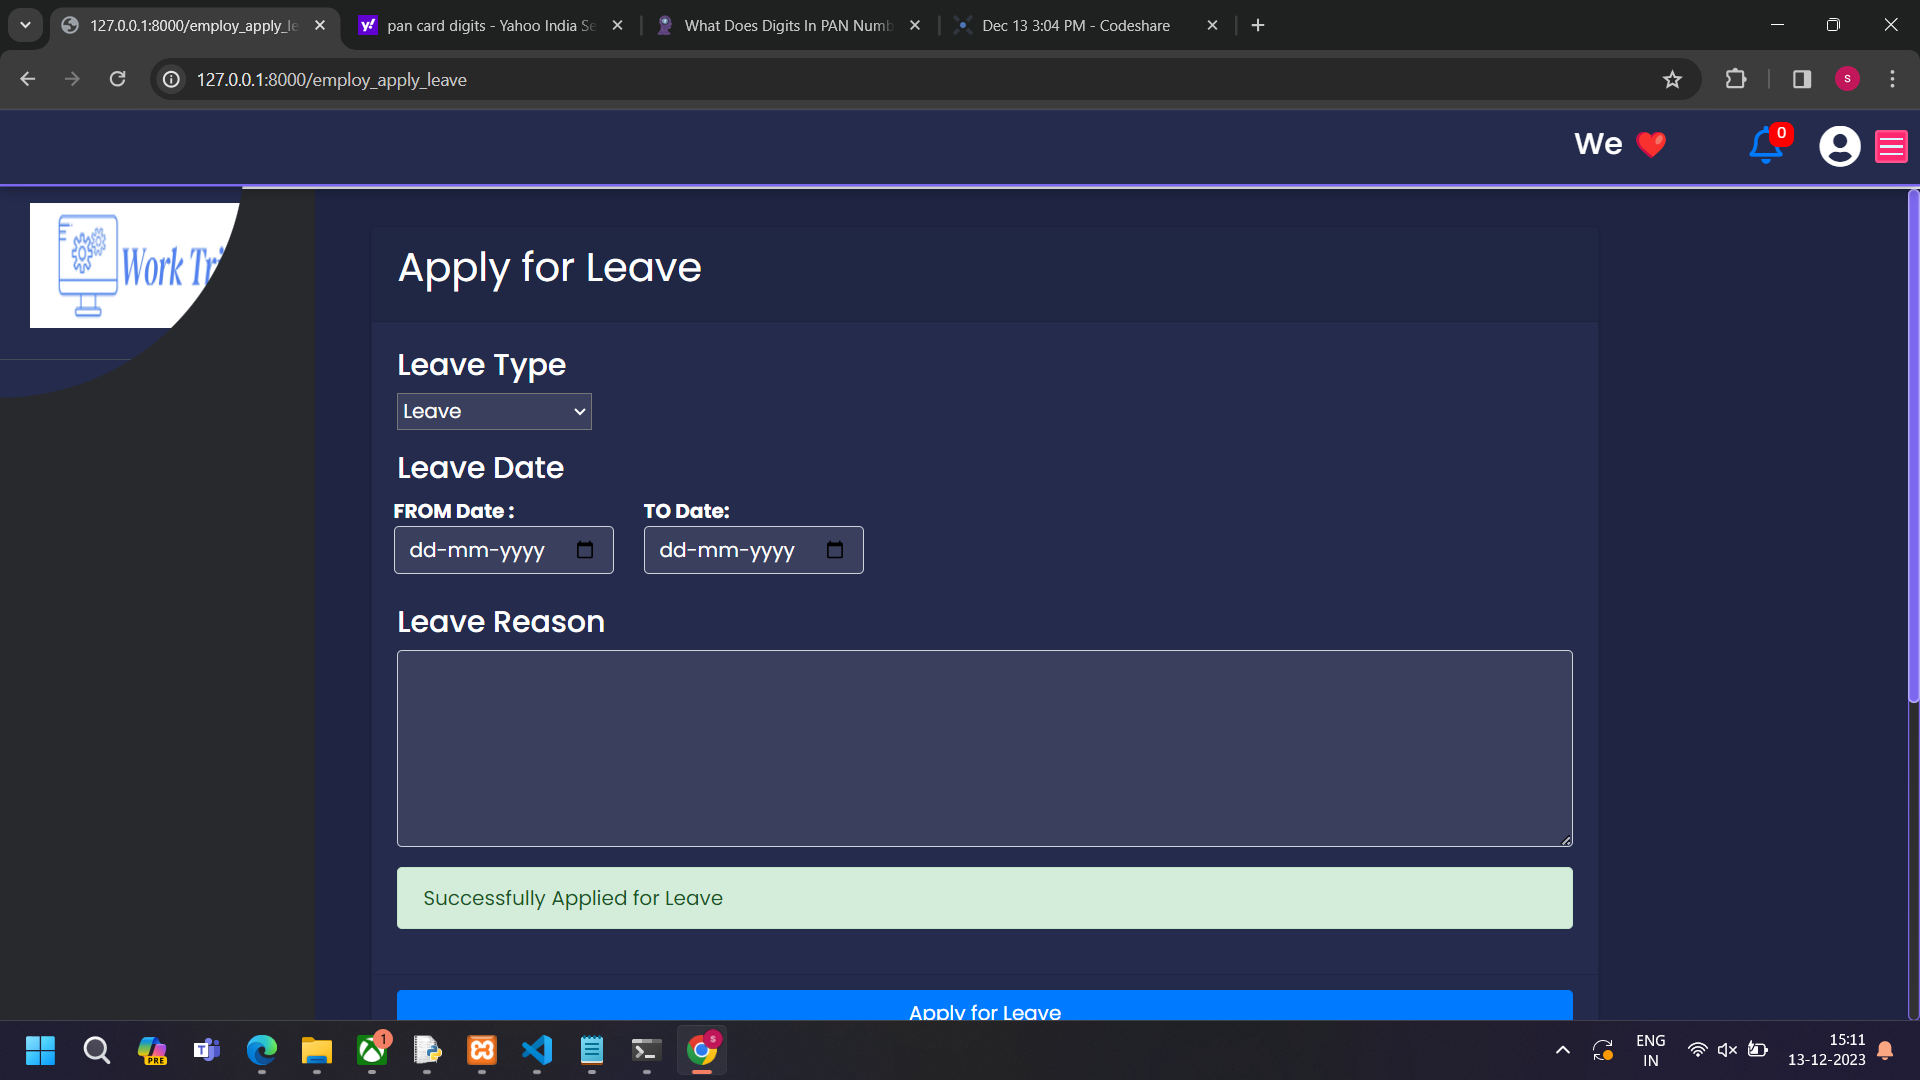 127.0.0.1:8000/employ_apply_le
pan card digits - Yahoo India Se
What Does Digits In PAN Numb
Dec 13 3:04 PM - Codeshare
127.0.0.1:8000/employ_apply_leave
S
We ❤️
0
Work Tri
Apply for Leave
Leave Type
Leave
Leave Date
FROM Date :
TO Date:
dd-mm-yyyy
dd-mm-yyyy
Leave Reason
Successfully Applied for Leave
Apply for Leave
PRE
1
S
ENG
IN
15:11
13-12-2023